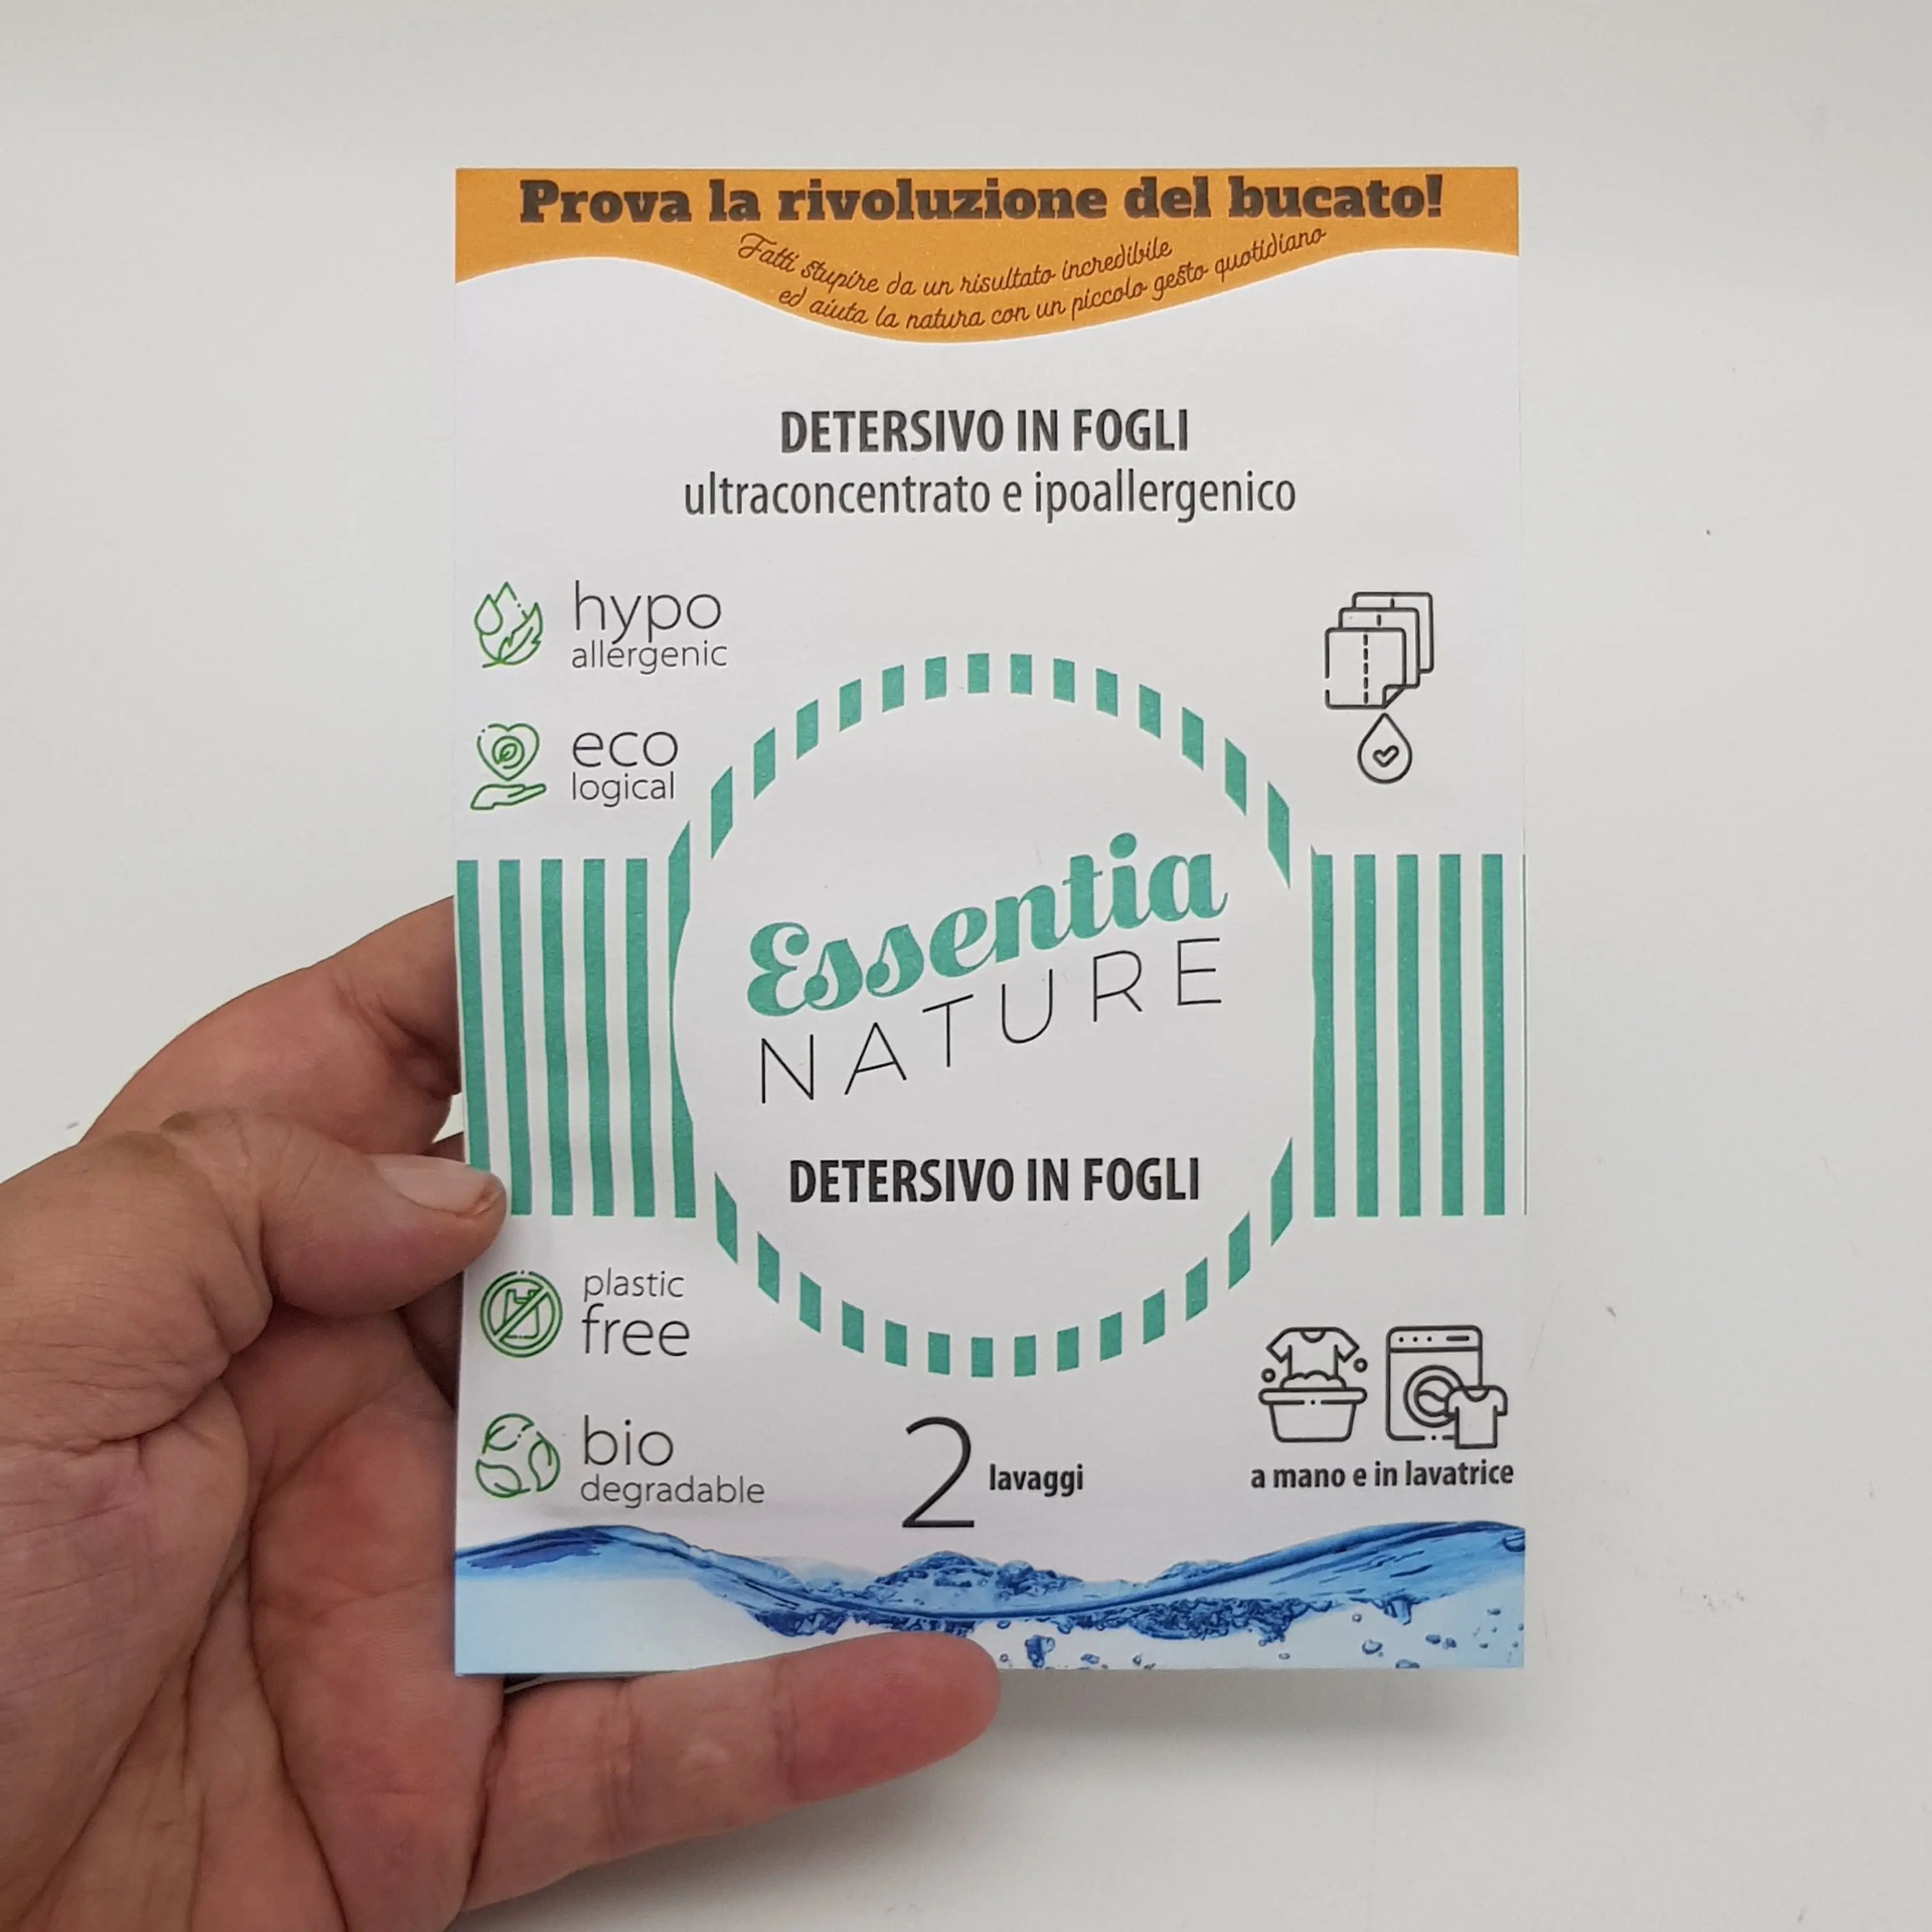 Prova la rivoluzione del bucato!
Fatti stupire da un risultato incredibile
ed aiuta la natura con un piccolo gesto quotidiano
DETERSIVO IN FOGLI
ultraconcentrato e ipoallergenico
hypo
allergenic
eco
logical
Essentia
NATURE
DETERSIVO IN FOGLI
plastic
free
bio
degradable
2 lavaggi
a mano e in lavatrice